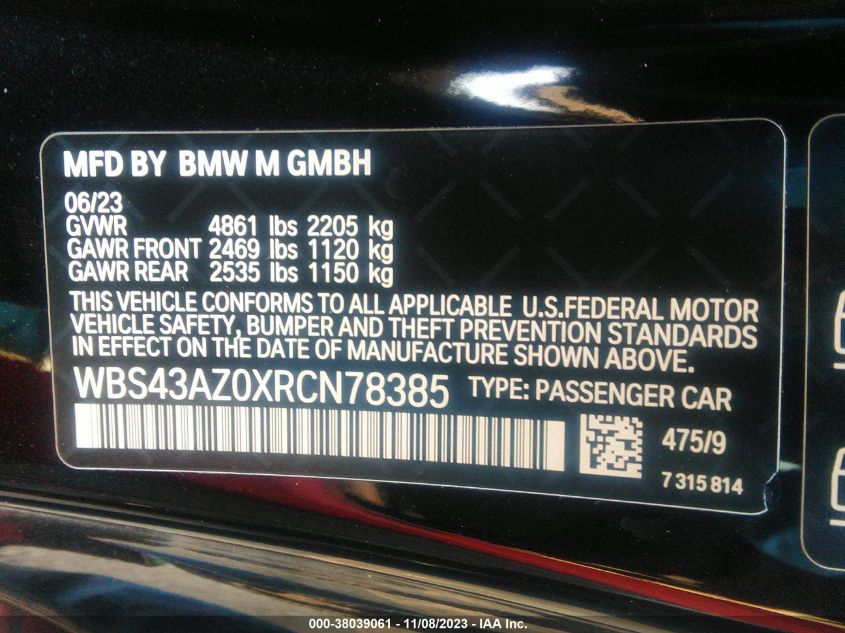 MFD BY BMW M GMBH
06/23
GVWR 4861 lbs 2205 kg
GAWR FRONT 2469 lbs 1120 kg
GAWR REAR 2535 lbs 1150 kg
THIS VEHICLE CONFORMS TO ALL APPLICABLE U.S.FEDERAL MOTOR
VEHICLE SAFETY, BUMPER AND THEFT PREVENTION STANDARDS
IN EFFECT ON THE DATE OF MANUFACTURE SHOWN ABOVE.
WBS43AZ0XRCN78385 TYPE: PASSENGER CAR
475/9
7 315 814
000-38039061 - 11/08/2023 - IAA Inc.